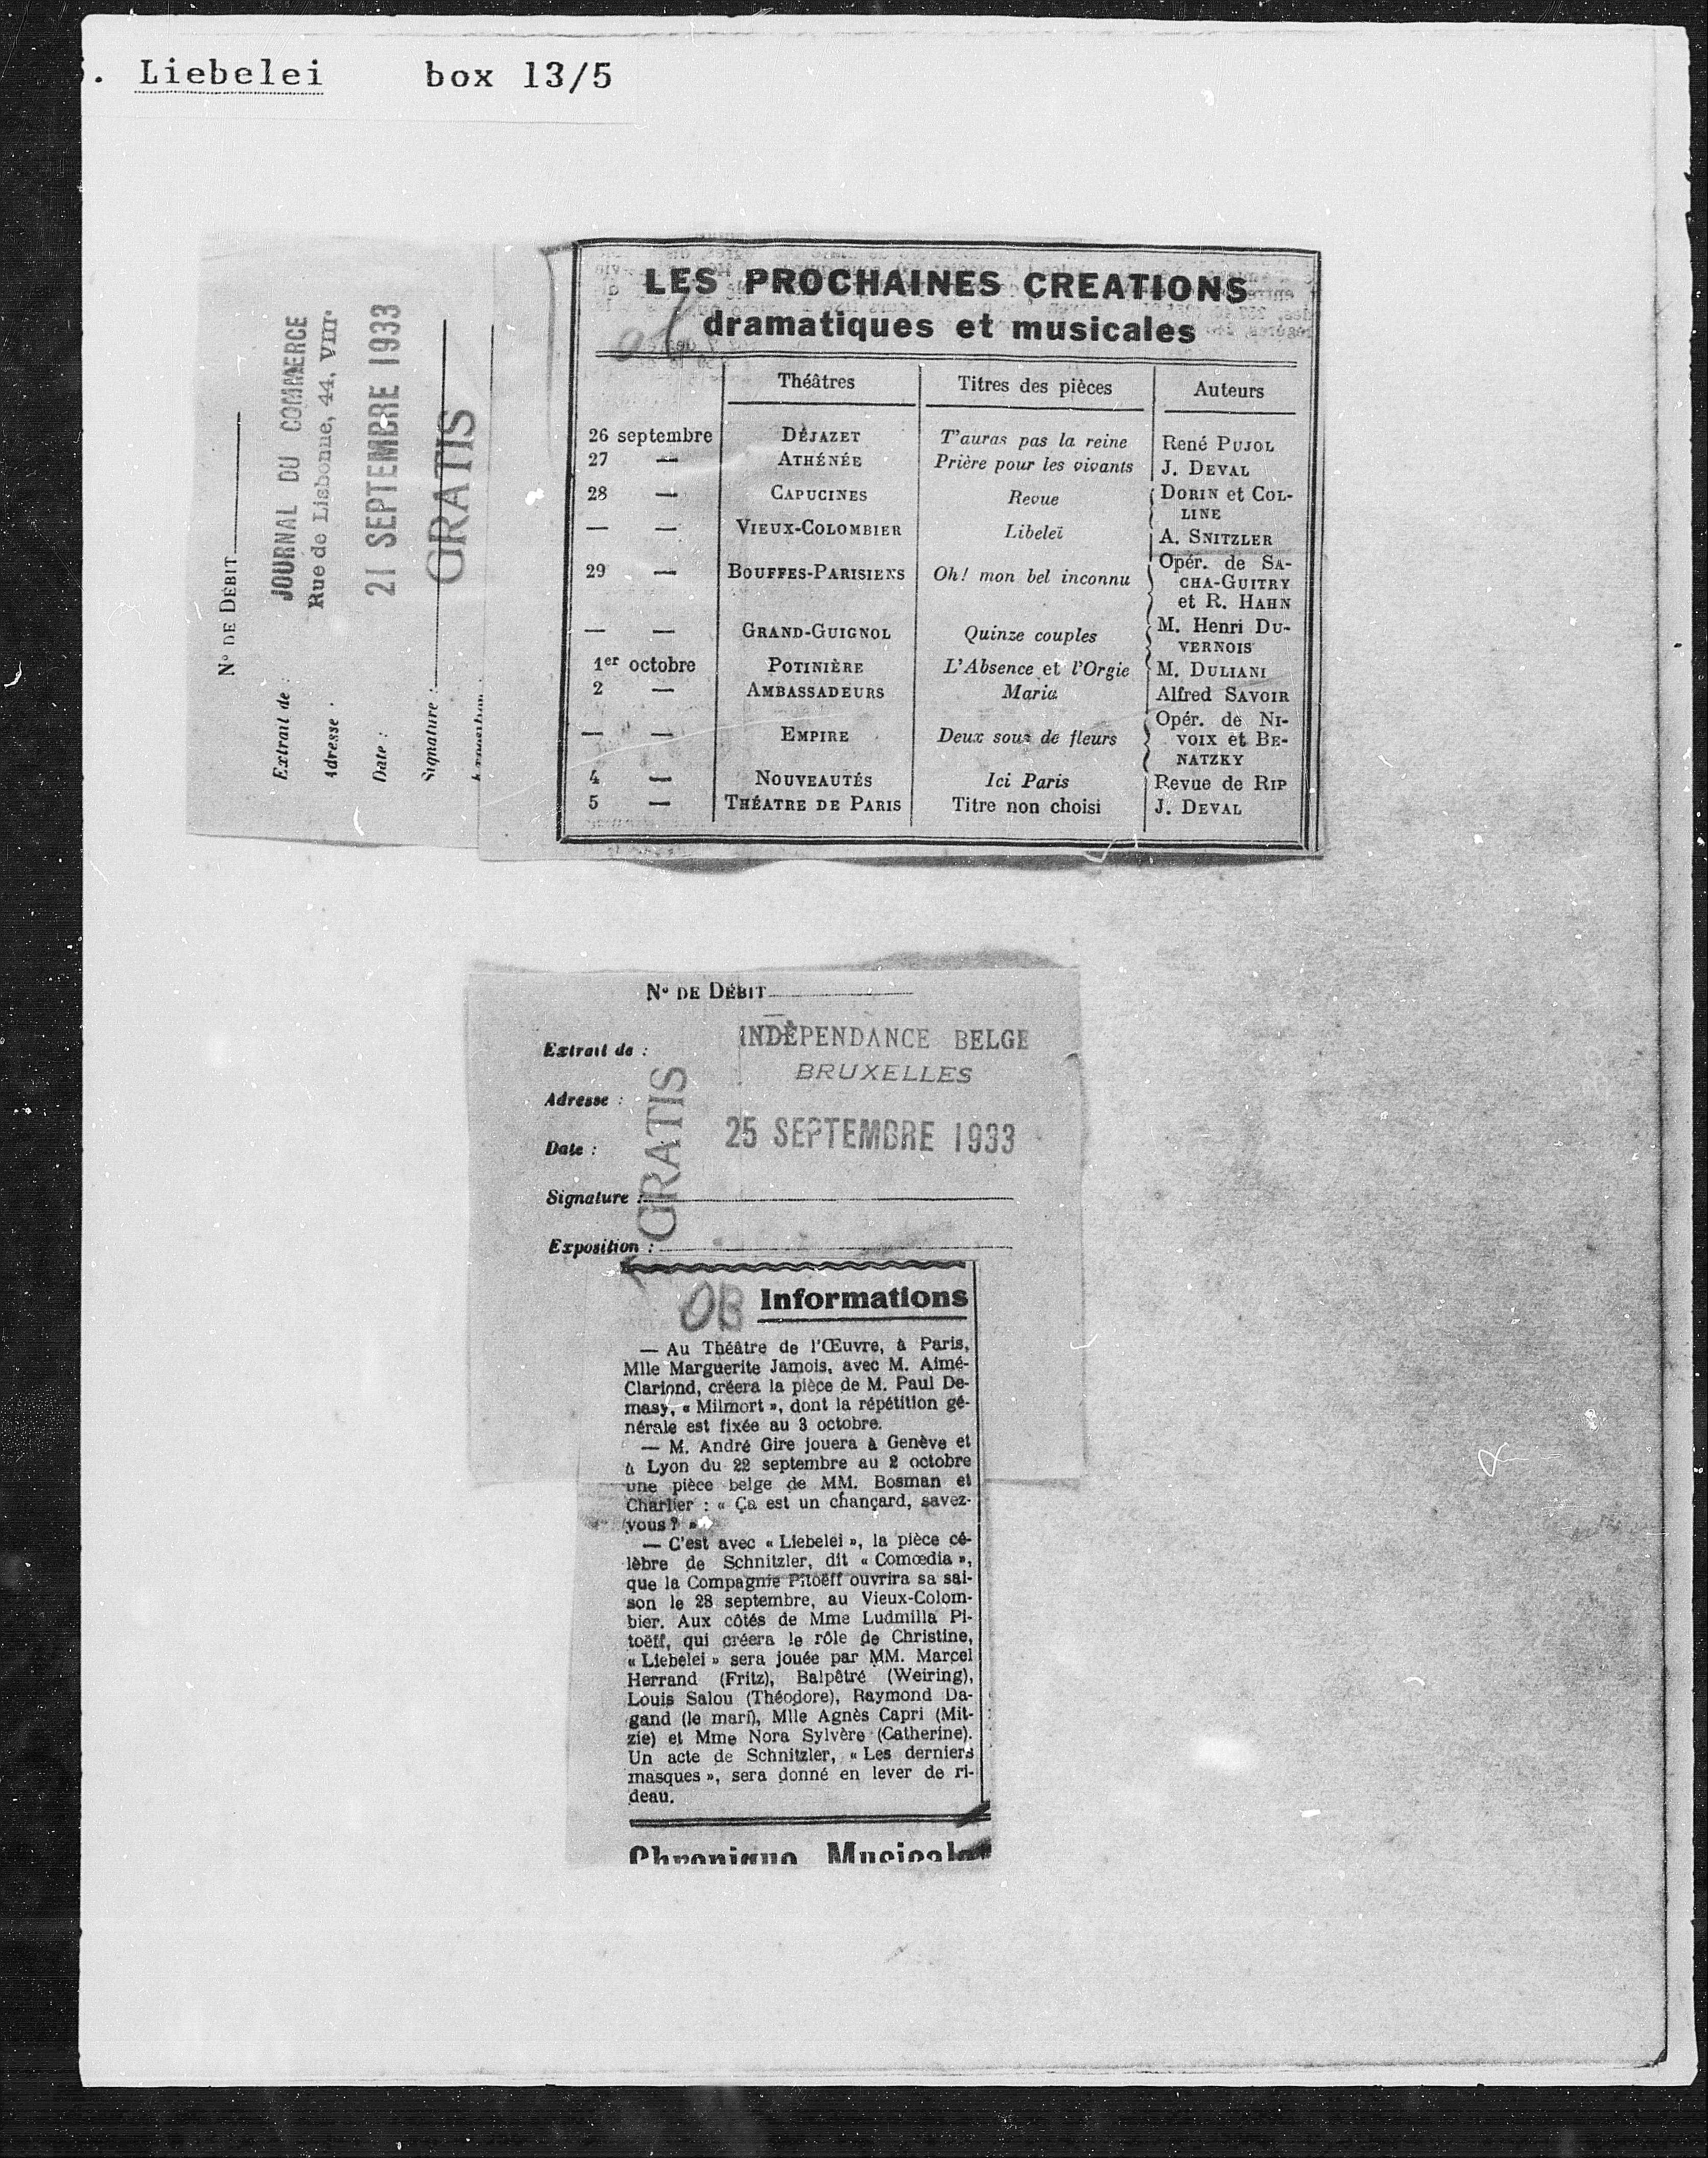 . Liebelei box 13/5
N° DE DÉBIT
Extrait de :
JOURNAL DU COMMERCE
Adresse :
Rue de Lisbonne, 44, VIIIe
Date :
21 SEPTEMBRE 1933
Signature :
GRATIS
LES PROCHAINES CREATIONS
dramatiques et musicales
Théâtres Titres des pièces Auteurs
26 septembre DÉJAZET T'auras pas la reine René PUJOL
27 — ATHÉNÉE Prière pour les vivants J. DEVAL
28 — CAPUCINES Revue DORIN et COL-
LINE
— — VIEUX-COLOMBIER Libeleï A. SNITZLER
29 — BOUFFES-PARISIENS Oh! mon bel inconnu Opér. de SA-
CHA-GUITRY
et R. HAHN
— — GRAND-GUIGNOL Quinze couples M. Henri DU-
VERNOIS
1er octobre POTINIÈRE L'Absence et l'Orgie M. DULIANI
2 — AMBASSADEURS Maria Alfred SAVOIR
— — EMPIRE Deux sous de fleurs Opér. de NI-
VOIX et BE-
NATZKY
4 — NOUVEAUTÉS Ici Paris Revue de RIP
5 — THÉATRE DE PARIS Titre non choisi J. DEVAL
N° DE DÉBIT
Extrait de : INDÉPENDANCE BELGE
BRUXELLES
Adresse :
Date : 25 SEPTEMBRE 1933
GRATIS
Signature :
Exposition :
OB Informations
— Au Théâtre de l'Œuvre, à Paris,
Mlle Marguerite Jamois, avec M. Aimé-
Clariond, créera la pièce de M. Paul De-
masy, « Milmort », dont la répétition gé-
nérale est fixée au 3 octobre.
— M. André Gire jouera à Genève et
à Lyon du 22 septembre au 2 octobre
une pièce belge de MM. Bosman et
Charlier : « Ça est un chançard, savez-
vous ? »
— C'est avec « Liebelei », la pièce cé-
lèbre de Schnitzler, dit « Comœdia »,
que la Compagnie Pitoëff ouvrira sa sai-
son le 28 septembre, au Vieux-Colom-
bier. Aux côtés de Mme Ludmilla Pi-
toëff, qui créera le rôle de Christine,
« Liebelei » sera jouée par MM. Marcel
Herrand (Fritz), Balpêtré (Weiring),
Louis Salou (Théodore), Raymond Da-
gand (le mari), Mlle Agnès Capri (Mit-
zie) et Mme Nora Sylvère (Catherine).
Un acte de Schnitzler, « Les derniers
masques », sera donné en lever de ri-
deau.
Chronique Musicale